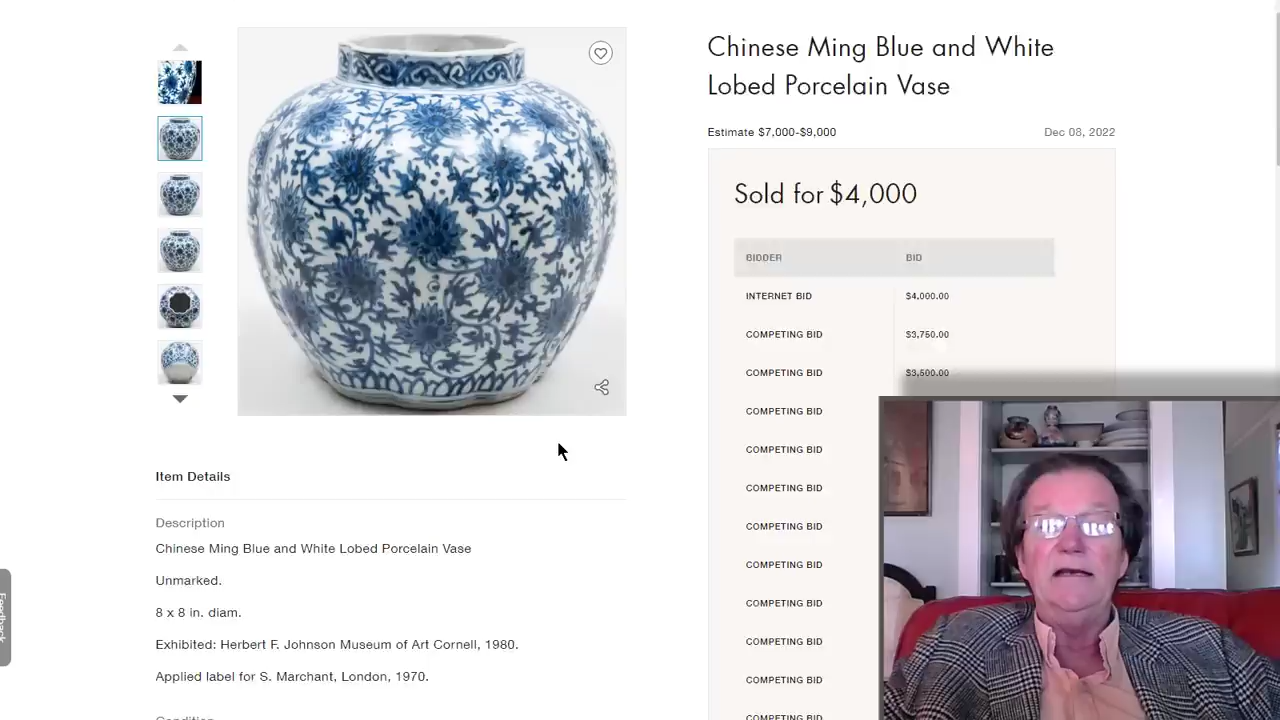 Chinese Ming Blue and White
Lobed Porcelain Vase
Estimate $7,000-$9,000
Dec 08, 2022
Sold for $4,000
BIDDER
BID
INTERNET BID
$4,000.00
COMPETING BID
$3,750.00
COMPETING BID
$3,500.00
COMPETING BID
COMPETING BID
COMPETING BID
COMPETING BID
COMPETING BID
COMPETING BID
COMPETING BID
COMPETING BID
COMPETING BID
Item Details
Description
Chinese Ming Blue and White Lobed Porcelain Vase
Unmarked.
8 x 8 in. diam.
Exhibited: Herbert F. Johnson Museum of Art Cornell, 1980.
Applied label for S. Marchant, London, 1970.
Condition
Feedback